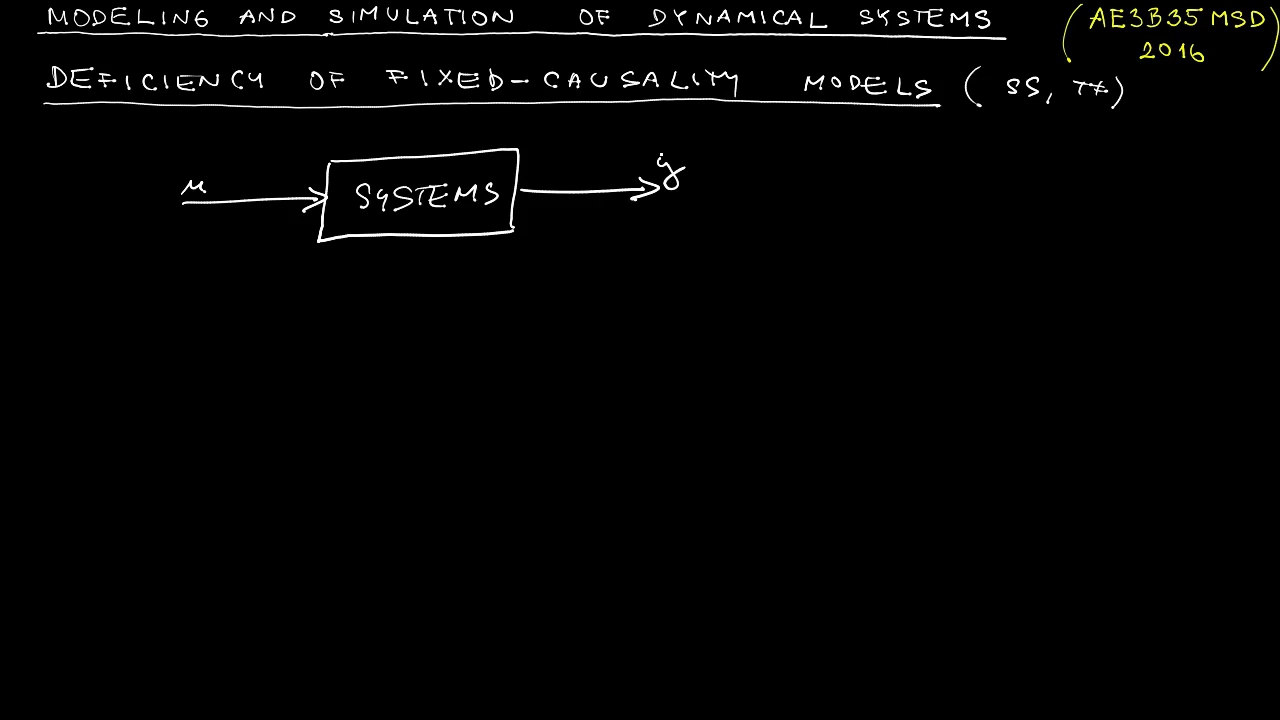 MODELING AND SIMULATION OF DYNAMICAL SYSTEMS (AE3B35MSD
2016)
DEFICIENCY OF FIXED-CAUSALITY MODELS (SS, TF)
u SYSTEMS y